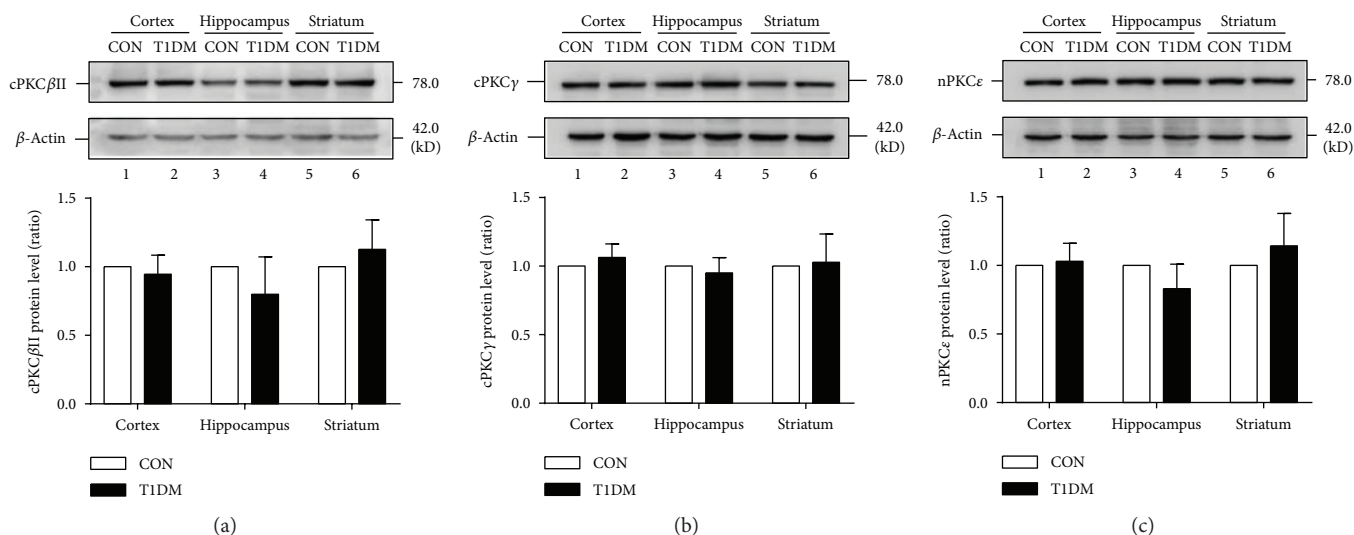 Cortex Hippocampus Striatum
CON T1DM CON T1DM CON T1DM
cPKCβII 78.0
β-Actin 42.0
(kD)
1 2 3 4 5 6
cPKCβII protein level (ratio)
1.5
1.0
0.5
0.0
Cortex Hippocampus Striatum
CON
T1DM
(a)
Cortex Hippocampus Striatum
CON T1DM CON T1DM CON T1DM
cPKCγ 78.0
β-Actin 42.0
(kD)
1 2 3 4 5 6
cPKCγ protein level (ratio)
1.5
1.0
0.5
0.0
Cortex Hippocampus Striatum
CON
T1DM
(b)
Cortex Hippocampus Striatum
CON T1DM CON T1DM CON T1DM
nPKCε 78.0
β-Actin 42.0
(kD)
1 2 3 4 5 6
nPKCε protein level (ratio)
1.5
1.0
0.5
0.0
Cortex Hippocampus Striatum
CON
T1DM
(c)